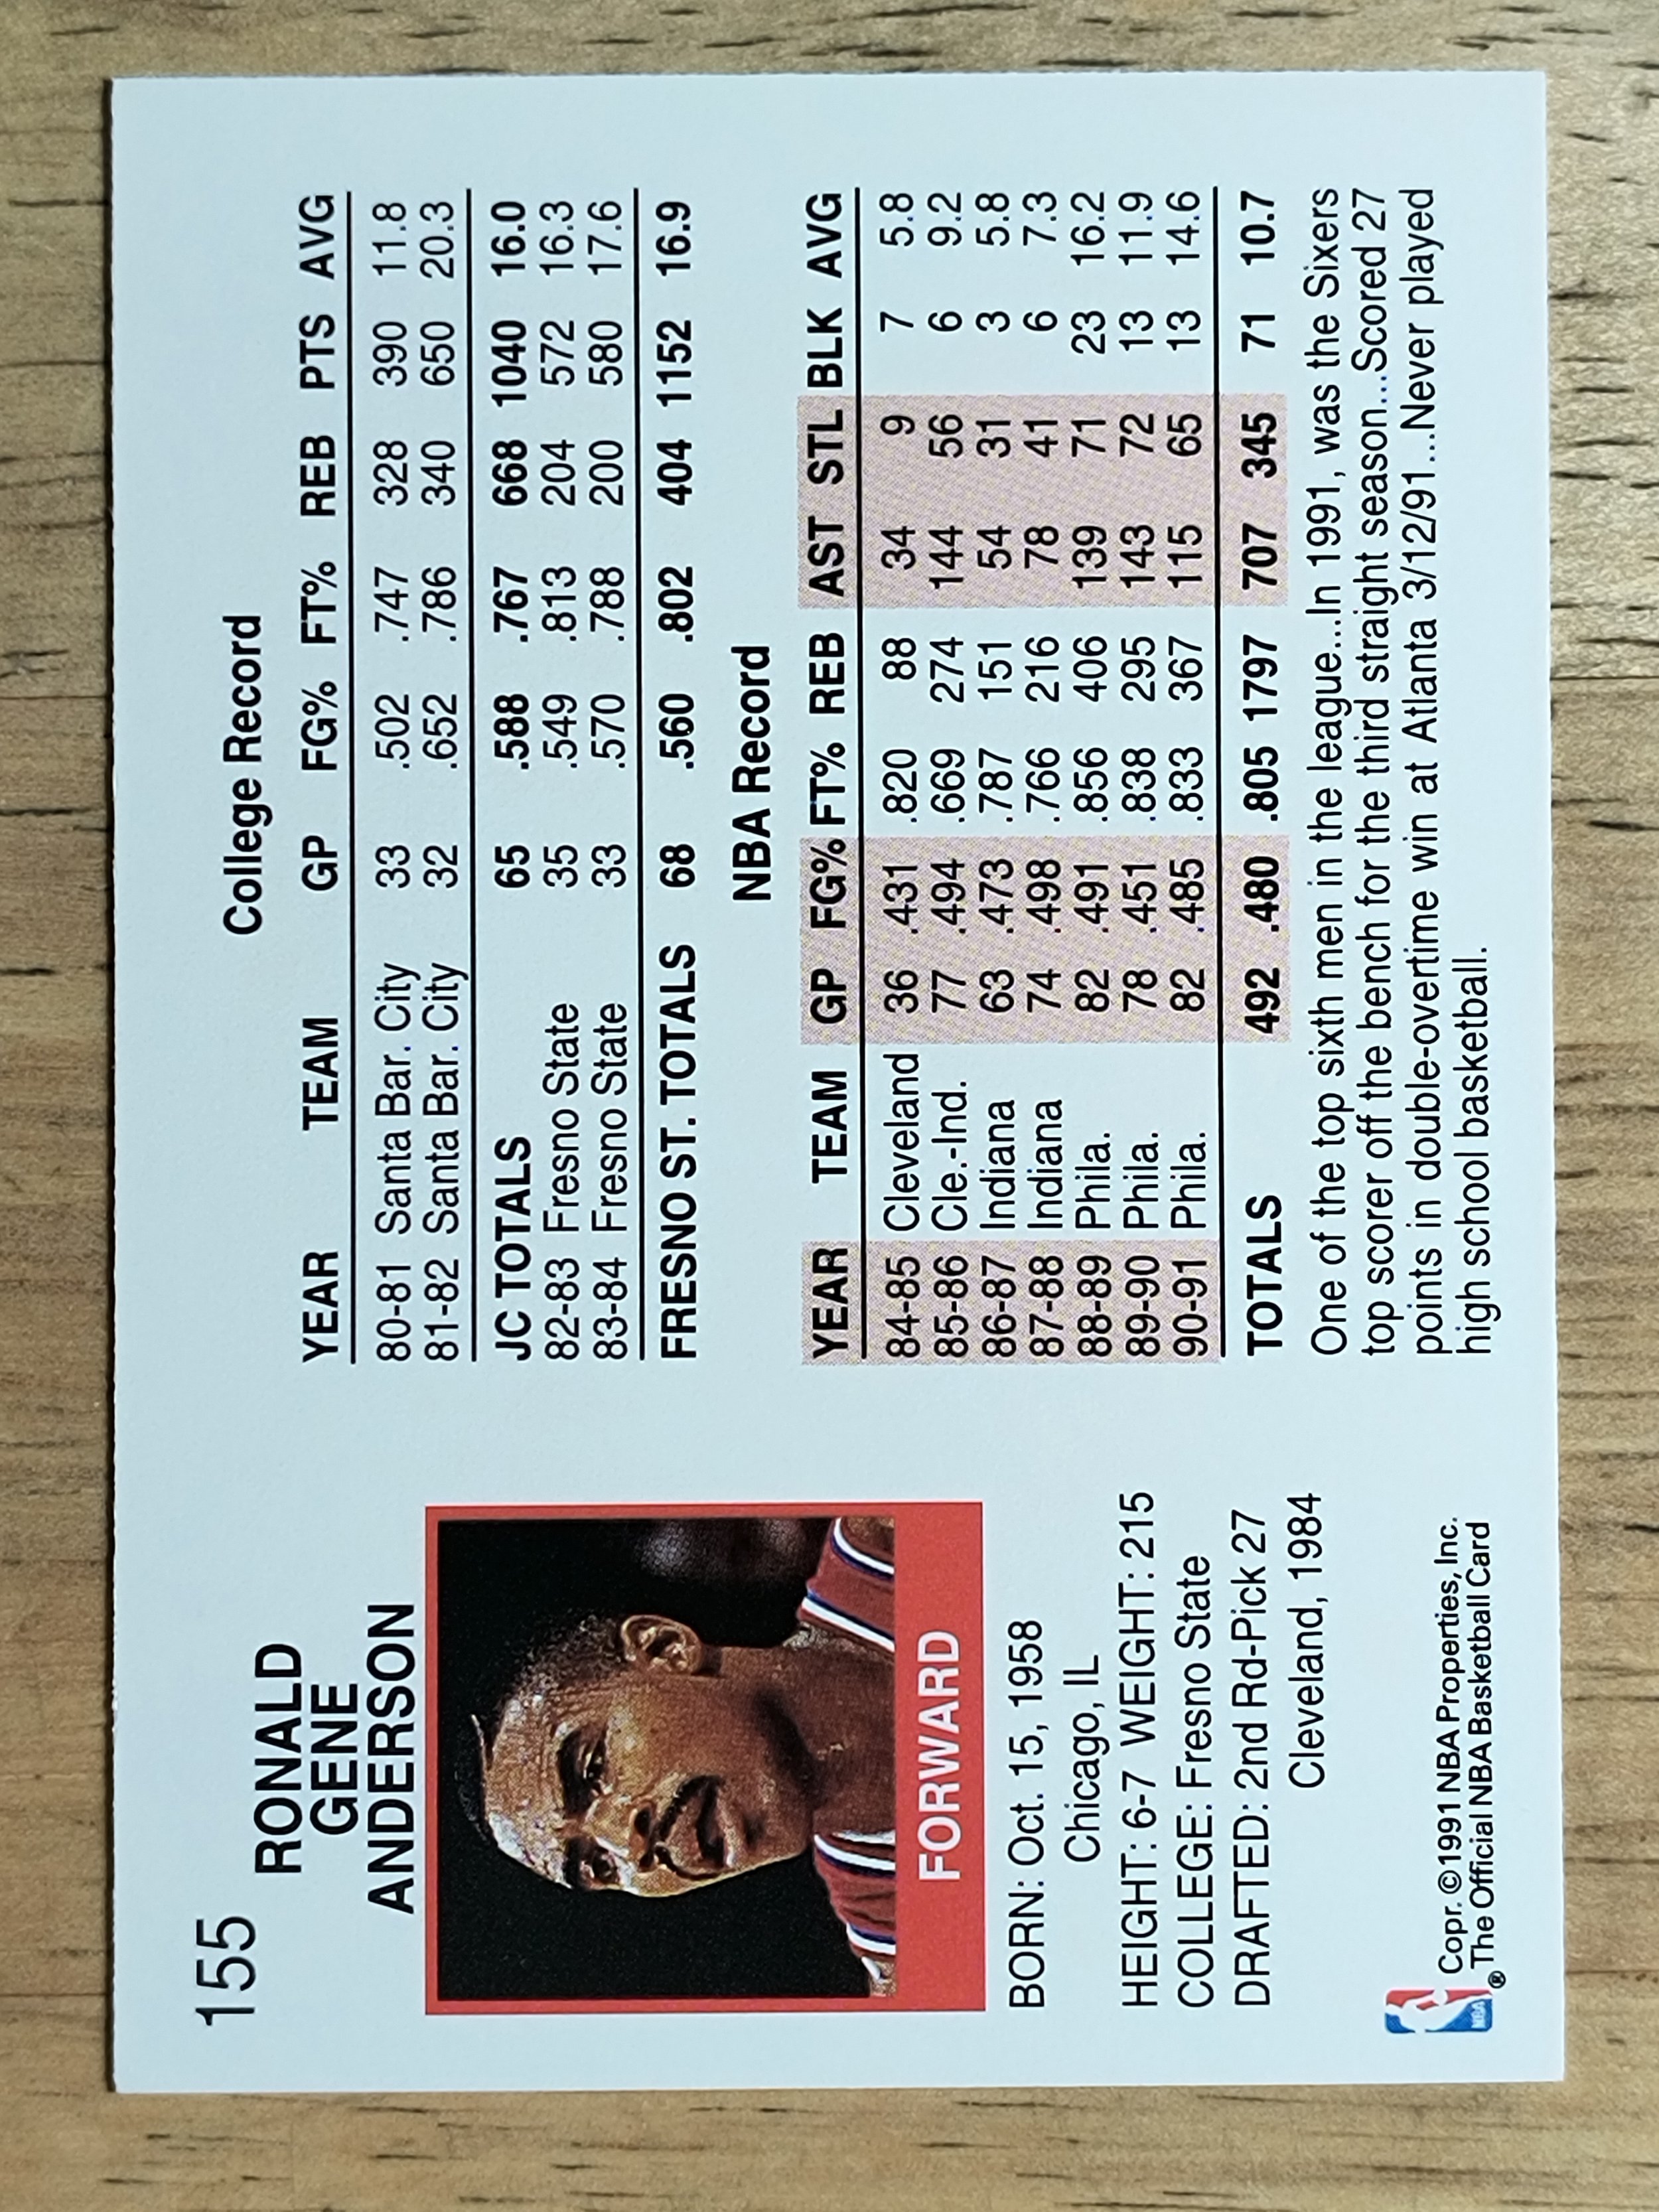 155
RONALD
GENE
ANDERSON
FORWARD
BORN: Oct. 15, 1958
Chicago, IL
HEIGHT: 6-7 WEIGHT: 215
COLLEGE: Fresno State
DRAFTED: 2nd Rd-Pick 27
Cleveland, 1984
NBA
Copr. ©1991 NBA Properties, Inc.
® The Official NBA Basketball Card
College Record
YEAR TEAM GP FG% FT% REB PTS AVG
80-81 Santa Bar. City 33 .502 .747 328 390 11.8
81-82 Santa Bar. City 32 .652 .786 340 650 20.3
JC TOTALS 65 .588 .767 668 1040 16.0
82-83 Fresno State 35 .549 .813 204 572 16.3
83-84 Fresno State 33 .570 .788 200 580 17.6
FRESNO ST. TOTALS 68 .560 .802 404 1152 16.9
NBA Record
YEAR TEAM GP FG% FT% REB AST STL BLK AVG
84-85 Cleveland 36 .431 .820 88 34 9 7 5.8
85-86 Cle.-Ind. 77 .494 .669 274 144 56 6 9.2
86-87 Indiana 63 .473 .787 151 54 31 3 5.8
87-88 Indiana 74 .498 .766 216 78 41 6 7.3
88-89 Phila. 82 .491 .856 406 139 71 23 16.2
89-90 Phila. 78 .451 .838 295 143 72 13 11.9
90-91 Phila. 82 .485 .833 367 115 65 13 14.6
TOTALS 492 .480 .805 1797 707 345 71 10.7
One of the top sixth men in the league...In 1991, was the Sixers
top scorer off the bench for the third straight season...Scored 27
points in double-overtime win at Atlanta 3/12/91...Never played
high school basketball.